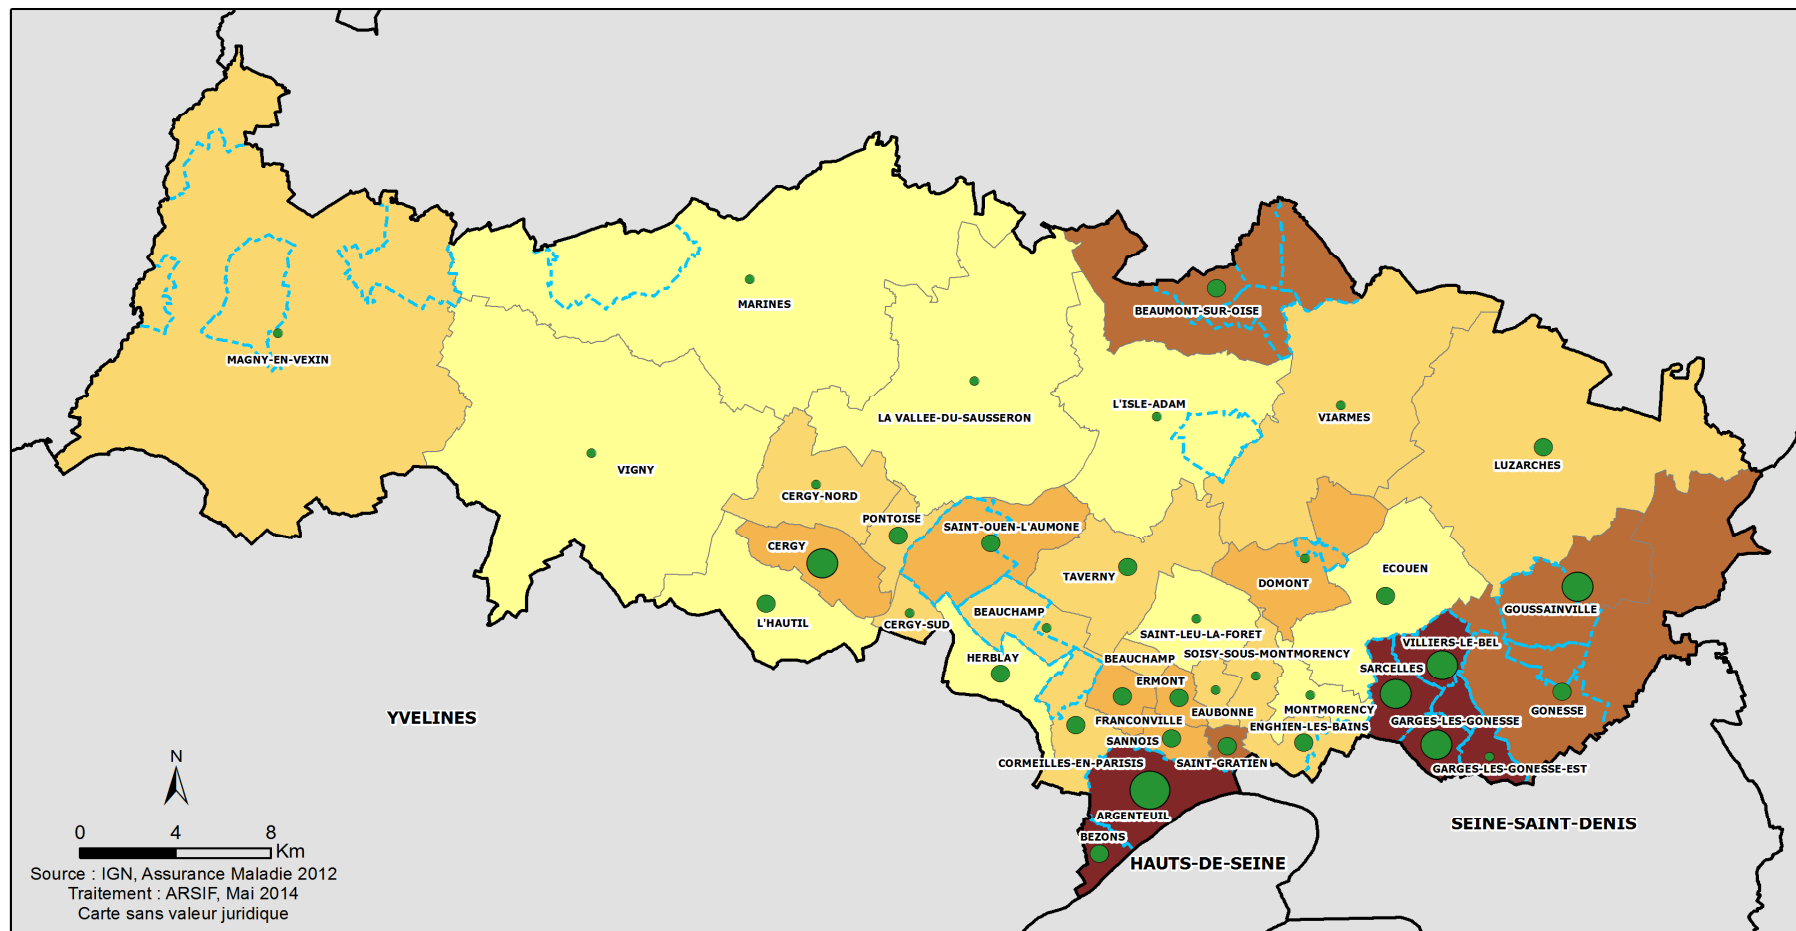 MARINES
BEAUMONT-SUR-OISE
MAGNY-EN-VEXIN
L'ISLE-ADAM
LA VALLEE-DU-SAUSSERON
VIARMES
VIGNY
LUZARCHES
CERGY-NORD
PONTOISE
SAINT-OUEN-L'AUMONE
CERGY
TAVERNY
DOMONT
ECOUEN
L'HAUTIL
CERGY-SUD
BEAUCHAMP
GOUSSAINVILLE
SAINT-LEU-LA-FORET
VILLIERS-LE-BEL
HERBLAY
BEAUCHAMP
SOISY-SOUS-MONTMORENCY
SARCELLES
ERMONT
EAUBONNE
MONTMORENCY
GONESSE
YVELINES
FRANCONVILLE
ENGHIEN-LES-BAINS
GARGES-LES-GONESSE
SANNOIS
CORMEILLES-EN-PARISIS
SAINT-GRATIEN
GARGES-LES-GONESSE-EST
ARGENTEUIL
BEZONS
SEINE-SAINT-DENIS
HAUTS-DE-SEINE
N
0 4 8
Km
Source : IGN, Assurance Maladie 2012
Traitement : ARSIF, Mai 2014
Carte sans valeur juridique